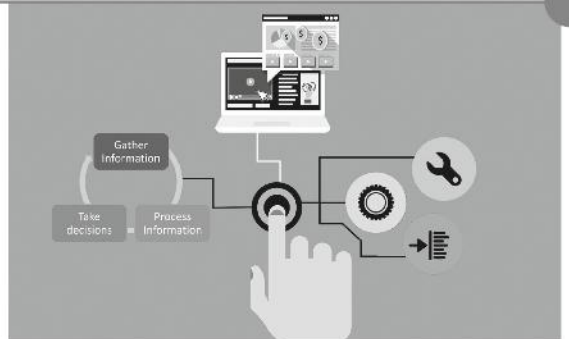 Gather
Information
Take
decisions
Process
Information
$ $ $